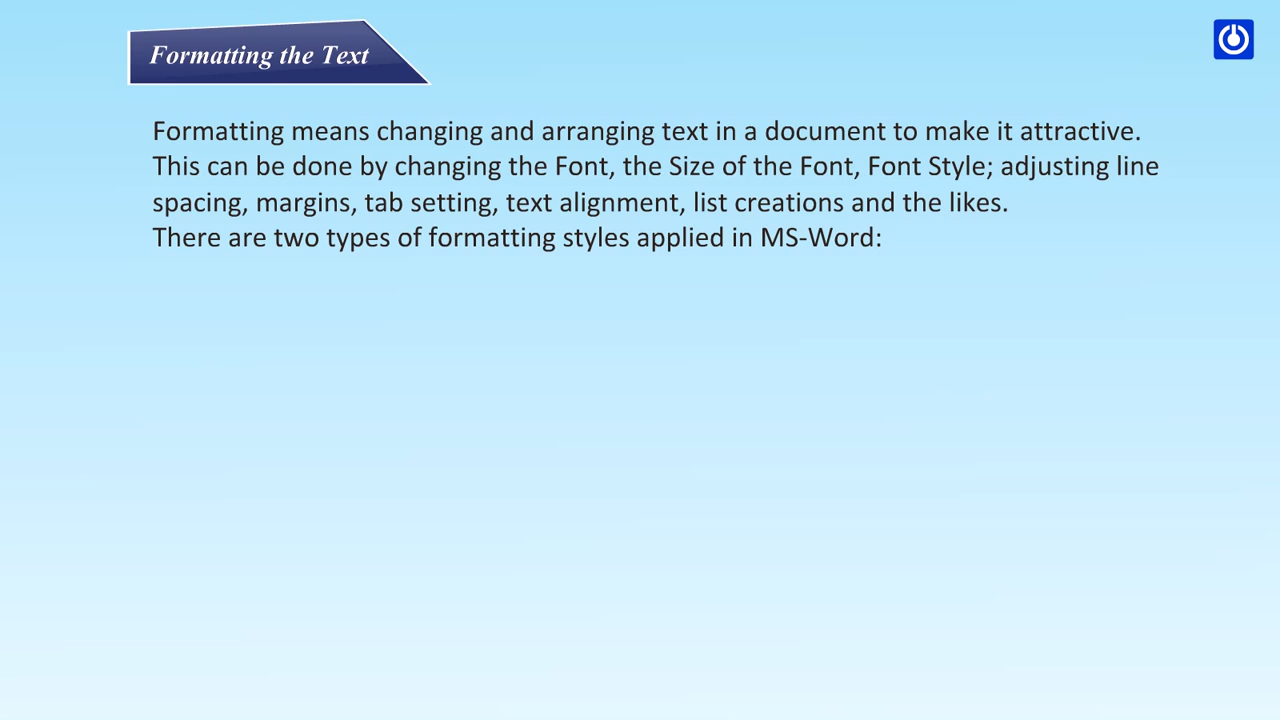 Formatting the Text
Formatting means changing and arranging text in a document to make it attractive.
This can be done by changing the Font, the Size of the Font, Font Style; adjusting line
spacing, margins, tab setting, text alignment, list creations and the likes.
There are two types of formatting styles applied in MS-Word: